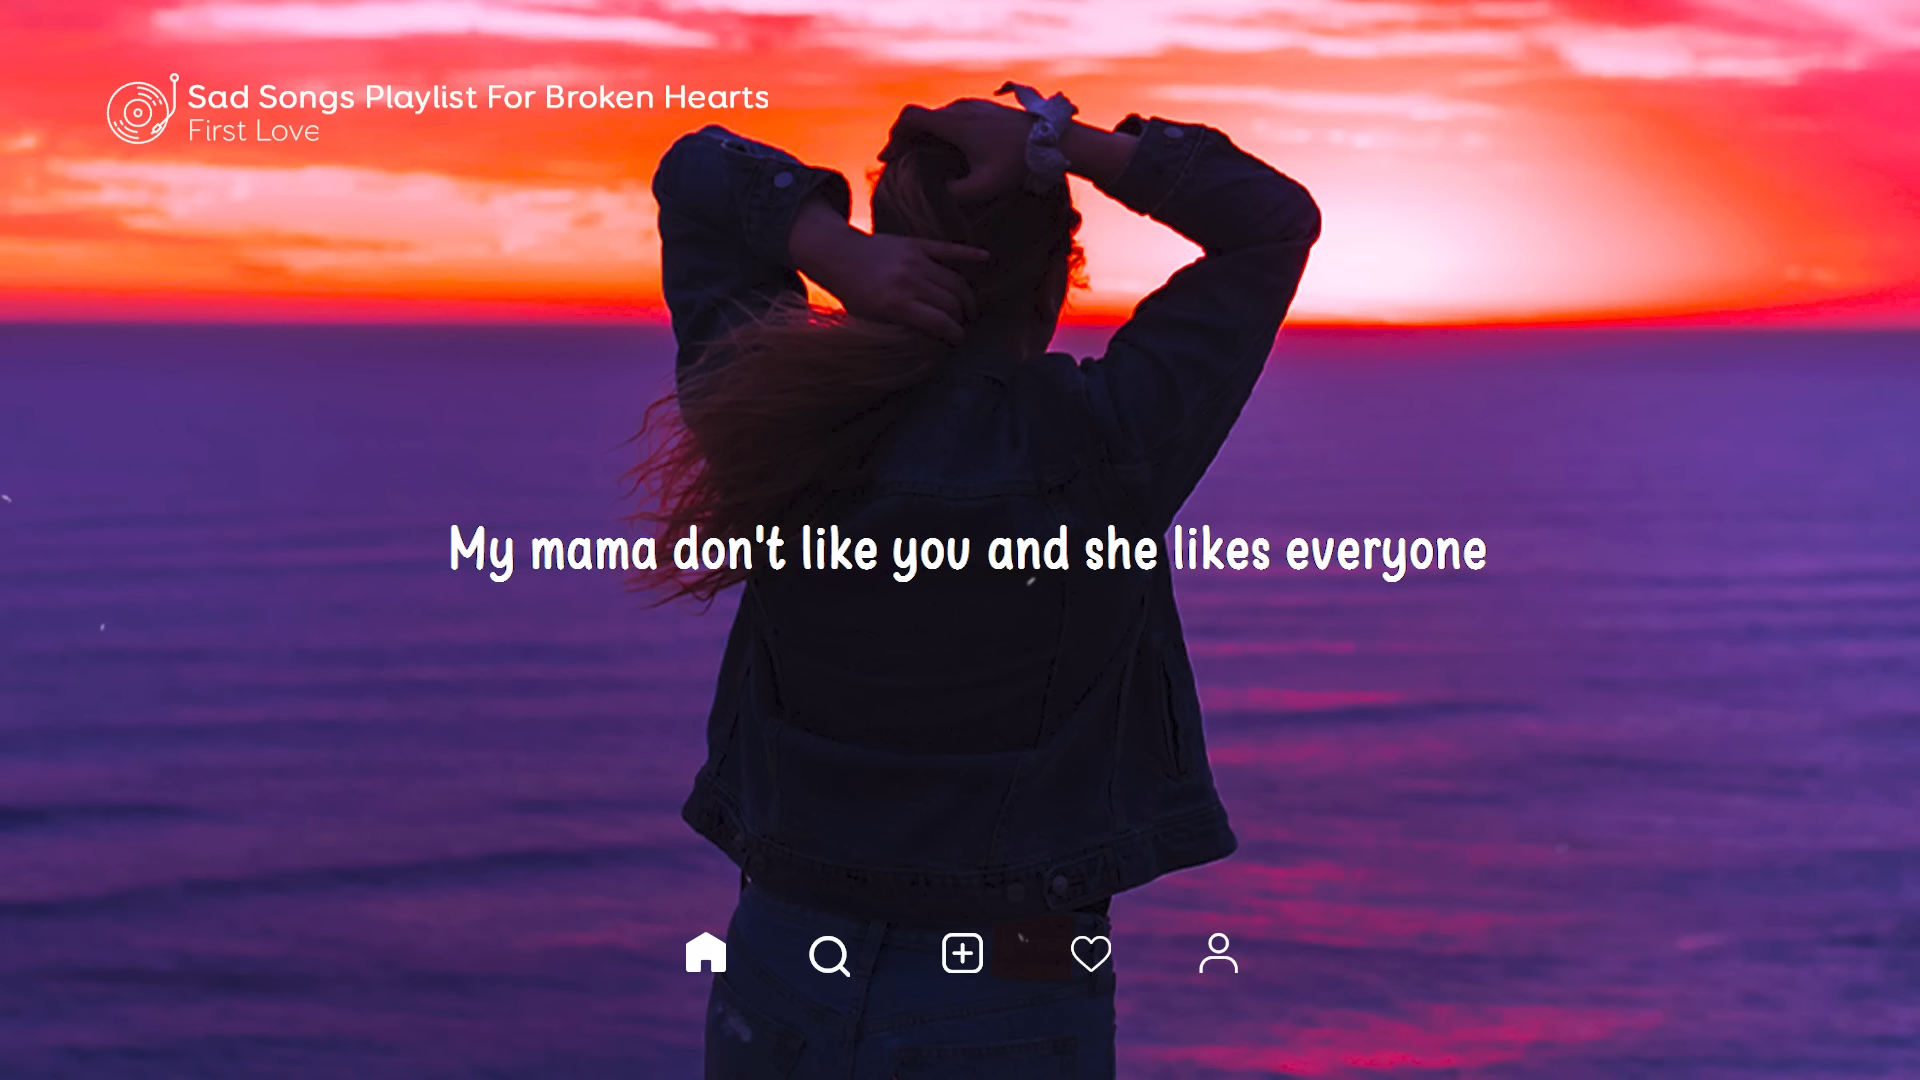 Sad Songs Playlist For Broken Hearts
First Love
My mama don't like you and she likes everyone